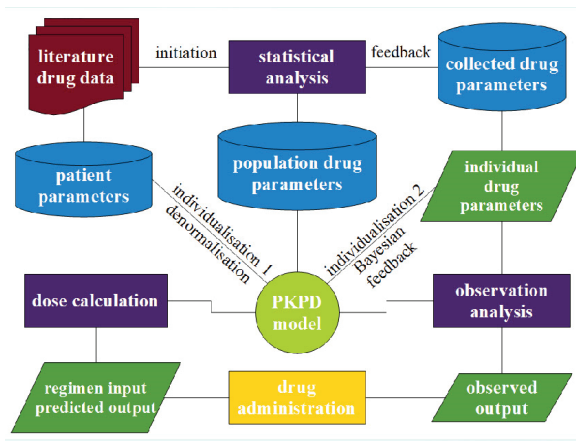 literature
drug data
initiation
statistical
analysis
feedback
collected drug
parameters
patient
parameters
population drug
parameters
individual
drug
parameters
individualisation 1
denormalisation
individualisation 2
Bayesian
feedback
dose calculation
PKPD
model
observation
analysis
regimen input
predicted output
drug
administration
observed
output